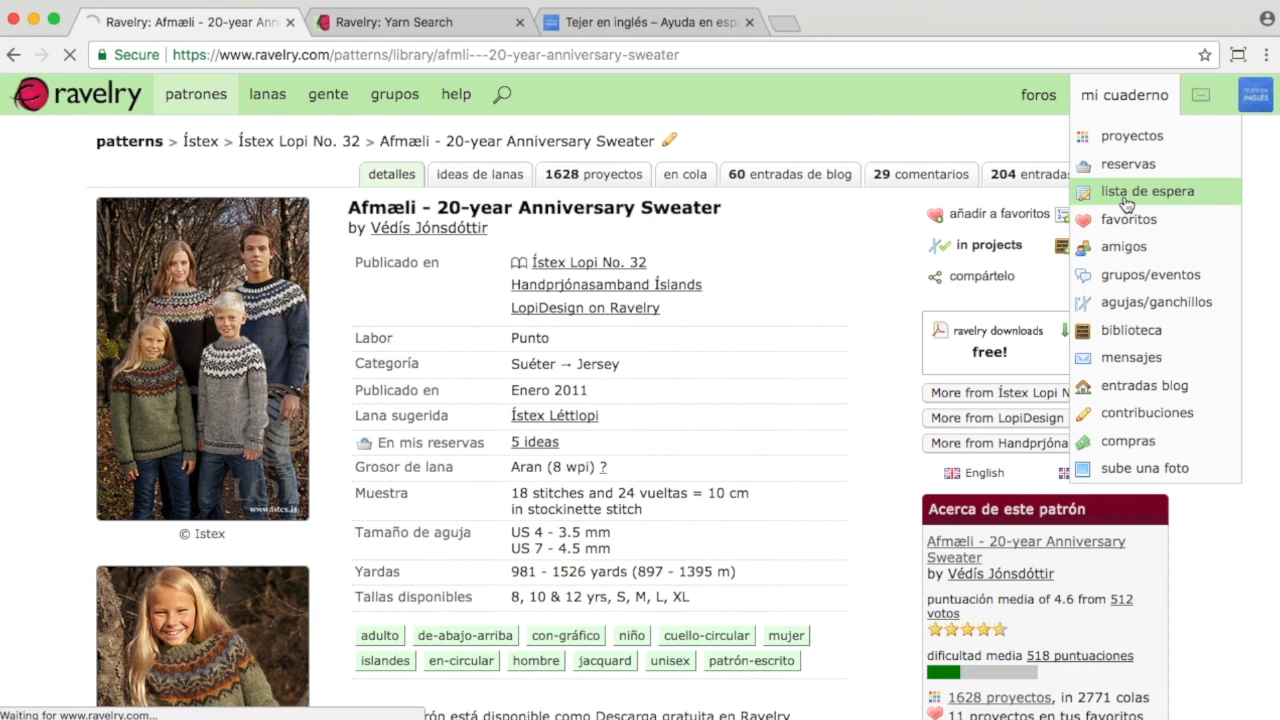 Ravelry: Afmæli - 20-year Ann
Ravelry: Yarn Search
Tejer en inglés – Ayuda en esp
Secure
https://www.ravelry.com/patterns/library/afmli---20-year-anniversary-sweater
ravelry
patrones
lanas
gente
grupos
help
foros
mi cuaderno
TEJER EN INGLÉS
patterns > Ístex > Ístex Lopi No. 32 > Afmæli - 20-year Anniversary Sweater
detalles
ideas de lanas
1628 proyectos
en cola
60 entradas de blog
29 comentarios
204 entradas
Afmæli - 20-year Anniversary Sweater
by Védís Jónsdóttir
Publicado en Ístex Lopi No. 32
Handprjónasamband Íslands
LopiDesign on Ravelry
Labor Punto
Categoría Suéter → Jersey
Publicado en Enero 2011
Lana sugerida Ístex Léttlopi
En mis reservas 5 ideas
Grosor de lana Aran (8 wpi) ?
Muestra 18 stitches and 24 vueltas = 10 cm
in stockinette stitch
Tamaño de aguja US 4 - 3.5 mm
US 7 - 4.5 mm
Yardas 981 - 1526 yards (897 - 1395 m)
Tallas disponibles 8, 10 & 12 yrs, S, M, L, XL
adulto de-abajo-arriba con-gráfico niño cuello-circular mujer
islandes en-circular hombre jacquard unisex patrón-escrito
rón está disponible como Descarga gratuita en Ravelry
www.istex.is
© Istex
añadir a favoritos
in projects
compártelo
ravelry downloads
free!
More from Ístex Lopi N
More from LopiDesign
More from Handprjóna
English
proyectos
reservas
lista de espera
favoritos
amigos
grupos/eventos
agujas/ganchillos
biblioteca
mensajes
entradas blog
contribuciones
compras
sube una foto
Acerca de este patrón
Afmæli - 20-year Anniversary
Sweater
by Védís Jónsdóttir
puntuación media of 4.6 from 512
votos
dificultad media 518 puntuaciones
1628 proyectos, in 2771 colas
11 proyectos en tus favoritos
Waiting for www.ravelry.com...